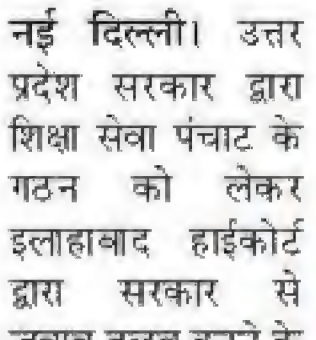 नई दिल्ली। उत्तर
प्रदेश सरकार द्वारा
शिक्षा सेवा पंचाट के
गठन को लेकर
इलाहाबाद हाईकोर्ट
द्वारा सरकार से